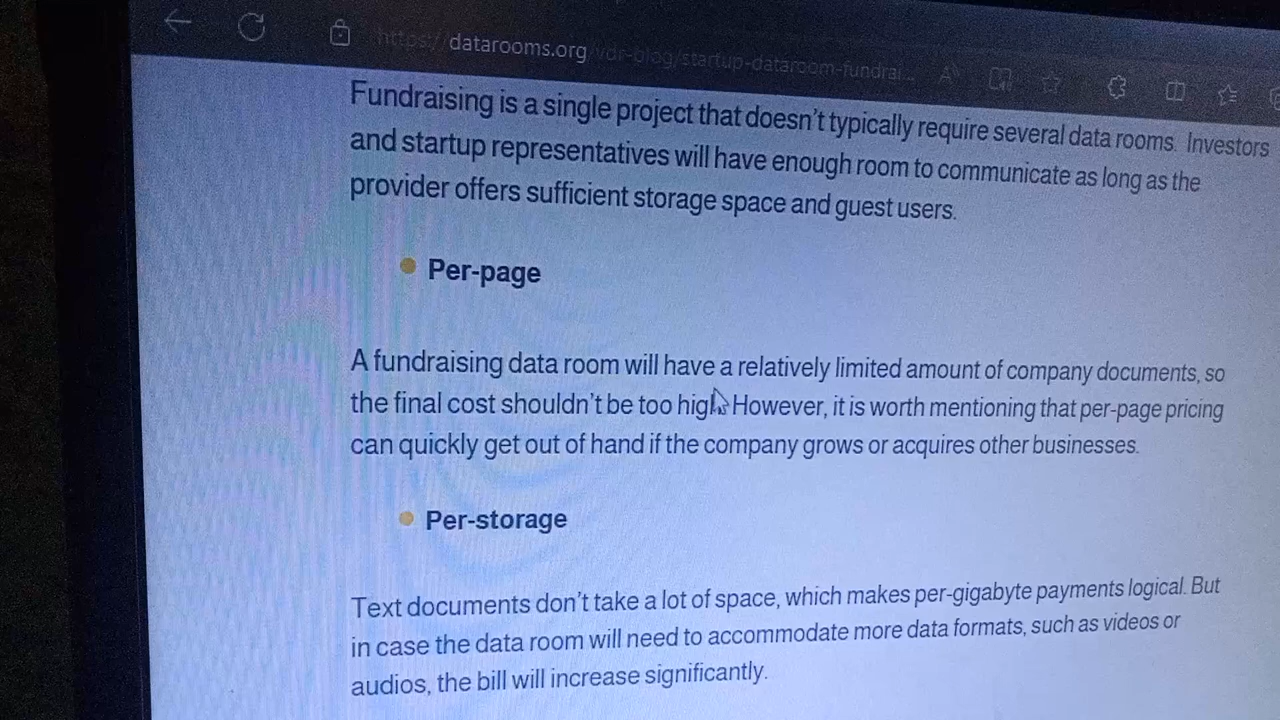 https://datarooms.org/vdr-blog/startup-dataroom-fundrai...
Fundraising is a single project that doesn't typically require several data rooms. Investors
and startup representatives will have enough room to communicate as long as the
provider offers sufficient storage space and guest users.
Per-page
A fundraising data room will have a relatively limited amount of company documents, so
the final cost shouldn't be too high. However, it is worth mentioning that per-page pricing
can quickly get out of hand if the company grows or acquires other businesses.
Per-storage
Text documents don't take a lot of space, which makes per-gigabyte payments logical. But
in case the data room will need to accommodate more data formats, such as videos or
audios, the bill will increase significantly.